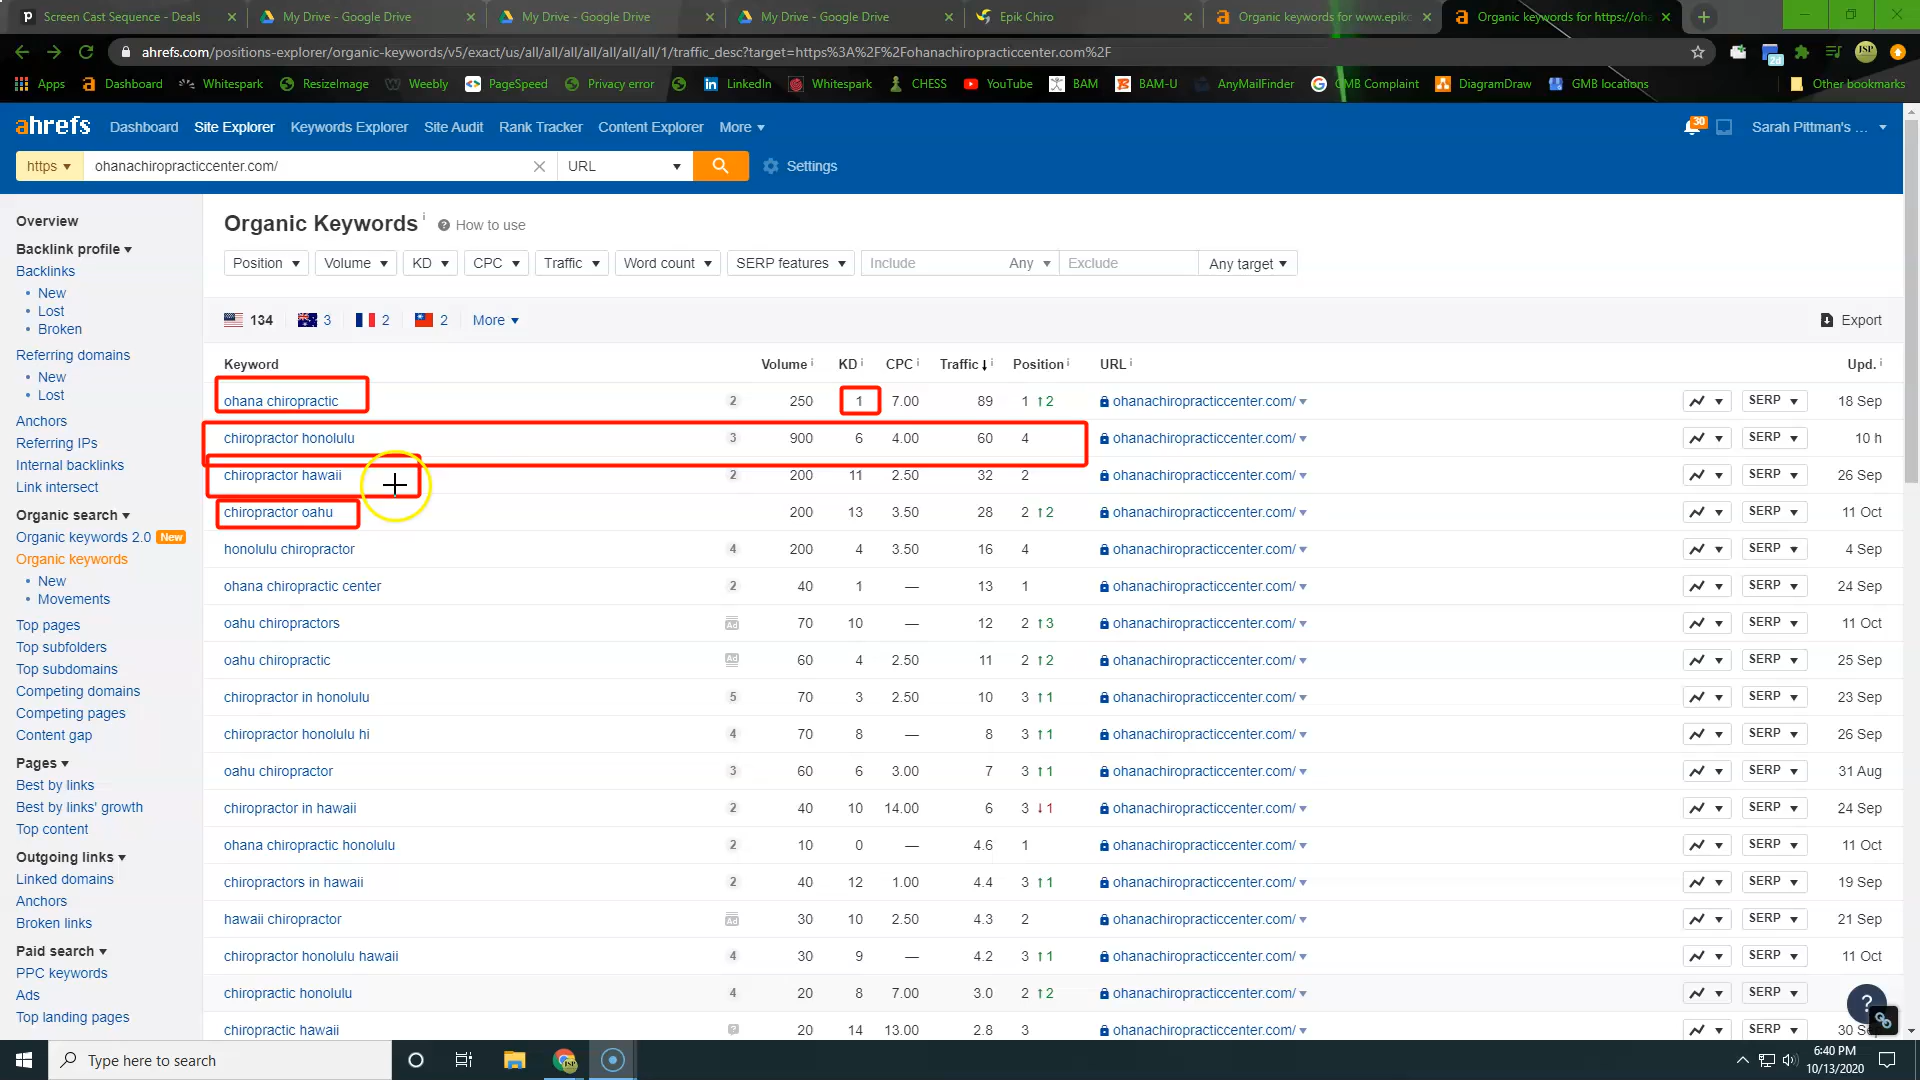 Screen Cast Sequence - Deals
My Drive - Google Drive
My Drive - Google Drive
My Drive - Google Drive
Epik Chiro
Organic keywords for www.epikc
Organic keywords for https://oha
ahrefs.com/positions-explorer/organic-keywords/v5/exact/us/all/all/all/all/all/all/all/1/traffic_desc?target=https%3A%2F%2Fohanachiropracticcenter.com%2F
Apps Dashboard Whitespark ResizeImage Weebly PageSpeed Privacy error LinkedIn Whitespark CHESS YouTube BAM BAM-U AnyMailFinder GMB Complaint DiagramDraw GMB locations Other bookmarks
ahrefs Dashboard Site Explorer Keywords Explorer Site Audit Rank Tracker Content Explorer More 30 Sarah Pittman's ...
https ohanachiropracticcenter.com/ URL Settings
Overview
Backlink profile
Backlinks
New
Lost
Broken
Referring domains
New
Lost
Anchors
Referring IPs
Internal backlinks
Link intersect
Organic search
Organic keywords 2.0 New
Organic keywords
New
Movements
Top pages
Top subfolders
Top subdomains
Competing domains
Competing pages
Content gap
Pages
Best by links
Best by links' growth
Top content
Outgoing links
Linked domains
Anchors
Broken links
Paid search
PPC keywords
Ads
Top landing pages
Organic Keywords i ? How to use
Position Volume KD CPC Traffic Word count SERP features Include Any Exclude Any target
134 3 2 2 More Export
Keyword Volume i KD i CPC i Traffic i Position i URL i Upd. i
ohana chiropractic 2 250 1 7.00 89 1 ↑2 ohanachiropracticcenter.com/ SERP 18 Sep
chiropractor honolulu 3 900 6 4.00 60 4 ohanachiropracticcenter.com/ SERP 10 h
chiropractor hawaii 2 200 11 2.50 32 2 ohanachiropracticcenter.com/ SERP 26 Sep
chiropractor oahu 200 13 3.50 28 2 ↑2 ohanachiropracticcenter.com/ SERP 11 Oct
honolulu chiropractor 4 200 4 3.50 16 4 ohanachiropracticcenter.com/ SERP 4 Sep
ohana chiropractic center 2 40 1 — 13 1 ohanachiropracticcenter.com/ SERP 24 Sep
oahu chiropractors Ad 70 10 — 12 2 ↑3 ohanachiropracticcenter.com/ SERP 11 Oct
oahu chiropractic Ad 60 4 2.50 11 2 ↑2 ohanachiropracticcenter.com/ SERP 25 Sep
chiropractor in honolulu 5 70 3 2.50 10 3 ↑1 ohanachiropracticcenter.com/ SERP 23 Sep
chiropractor honolulu hi 4 70 8 — 8 3 ↑1 ohanachiropracticcenter.com/ SERP 26 Sep
oahu chiropractor 3 60 6 3.00 7 3 ↑1 ohanachiropracticcenter.com/ SERP 31 Aug
chiropractor in hawaii 2 40 10 14.00 6 3 ↓1 ohanachiropracticcenter.com/ SERP 24 Sep
ohana chiropractic honolulu 2 10 0 — 4.6 1 ohanachiropracticcenter.com/ SERP 11 Oct
chiropractors in hawaii 2 40 12 1.00 4.4 3 ↑1 ohanachiropracticcenter.com/ SERP 19 Sep
hawaii chiropractor Ad 30 10 2.50 4.3 2 ohanachiropracticcenter.com/ SERP 21 Sep
chiropractor honolulu hawaii 4 30 9 — 4.2 3 ↑1 ohanachiropracticcenter.com/ SERP 11 Oct
chiropractic honolulu 4 20 8 7.00 3.0 2 ↑2 ohanachiropracticcenter.com/ SERP
chiropractic hawaii 20 14 13.00 2.8 3 ohanachiropracticcenter.com/ SERP 30 Se
?
Type here to search
6:40 PM
10/13/2020